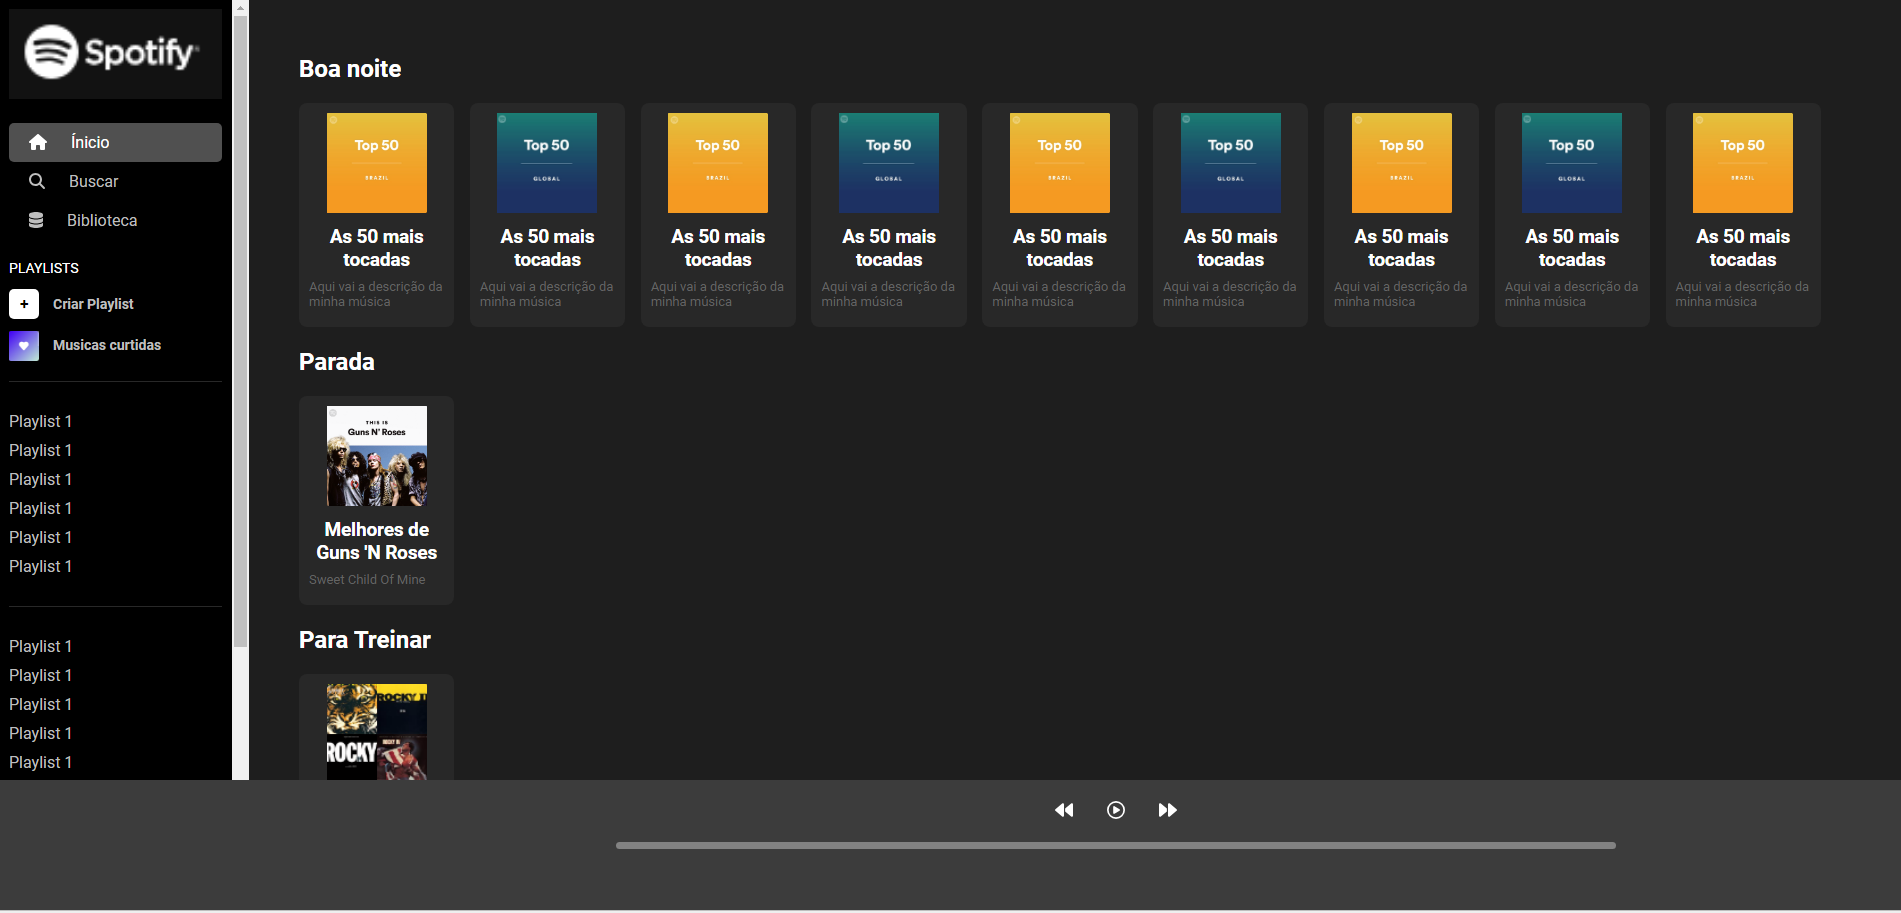 Spotify
Ínicio
Buscar
Biblioteca
PLAYLISTS
Criar Playlist
Musicas curtidas
Playlist 1
Playlist 1
Playlist 1
Playlist 1
Playlist 1
Playlist 1
Playlist 1
Playlist 1
Playlist 1
Playlist 1
Playlist 1
Boa noite
Top 50
BRAZIL
As 50 mais
tocadas
Aqui vai a descrição da
minha música
Top 50
GLOBAL
As 50 mais
tocadas
Aqui vai a descrição da
minha música
Top 50
BRAZIL
As 50 mais
tocadas
Aqui vai a descrição da
minha música
Top 50
GLOBAL
As 50 mais
tocadas
Aqui vai a descrição da
minha música
Top 50
BRAZIL
As 50 mais
tocadas
Aqui vai a descrição da
minha música
Top 50
GLOBAL
As 50 mais
tocadas
Aqui vai a descrição da
minha música
Top 50
BRAZIL
As 50 mais
tocadas
Aqui vai a descrição da
minha música
Top 50
GLOBAL
As 50 mais
tocadas
Aqui vai a descrição da
minha música
Top 50
BRAZIL
As 50 mais
tocadas
Aqui vai a descrição da
minha música
Parada
THIS IS
Guns N' Roses
Melhores de
Guns 'N Roses
Sweet Child Of Mine
Para Treinar
ROCKY
ROCKY